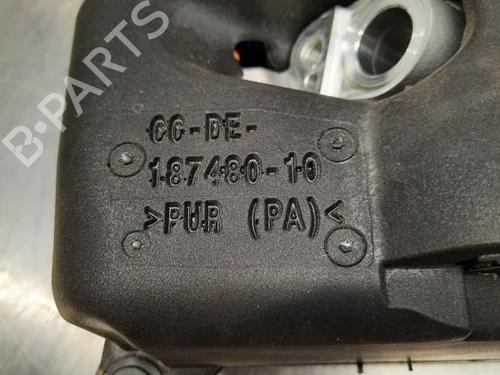 B-PARTS
CC-DE-
187480-10
>PUR (PA)<